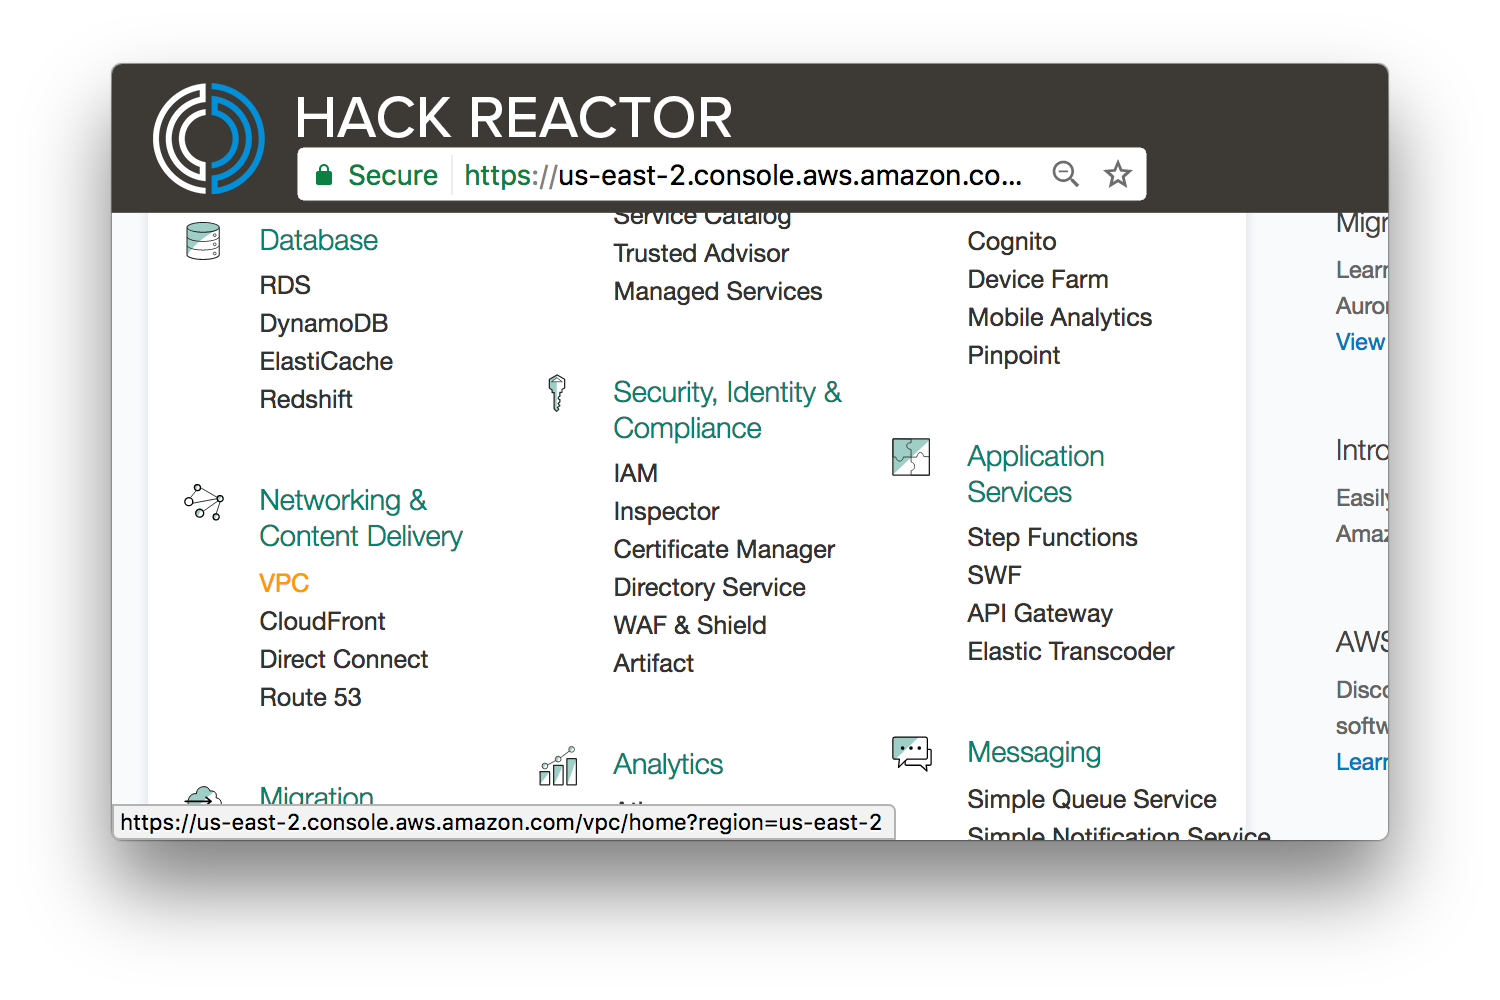 HACK REACTOR
Secure https://us-east-2.console.aws.amazon.co...
Database
RDS
DynamoDB
ElastiCache
Redshift
Networking &
Content Delivery
VPC
CloudFront
Direct Connect
Route 53
Migration
Service Catalog
Trusted Advisor
Managed Services
Security, Identity &
Compliance
IAM
Inspector
Certificate Manager
Directory Service
WAF & Shield
Artifact
Analytics
Cognito
Device Farm
Mobile Analytics
Pinpoint
Application
Services
Step Functions
SWF
API Gateway
Elastic Transcoder
Messaging
Simple Queue Service
Simple Notification Service
Migr
Learr
Auror
View
Intro
Easily
Amaz
AWS
Disco
softw
Learr
https://us-east-2.console.aws.amazon.com/vpc/home?region=us-east-2